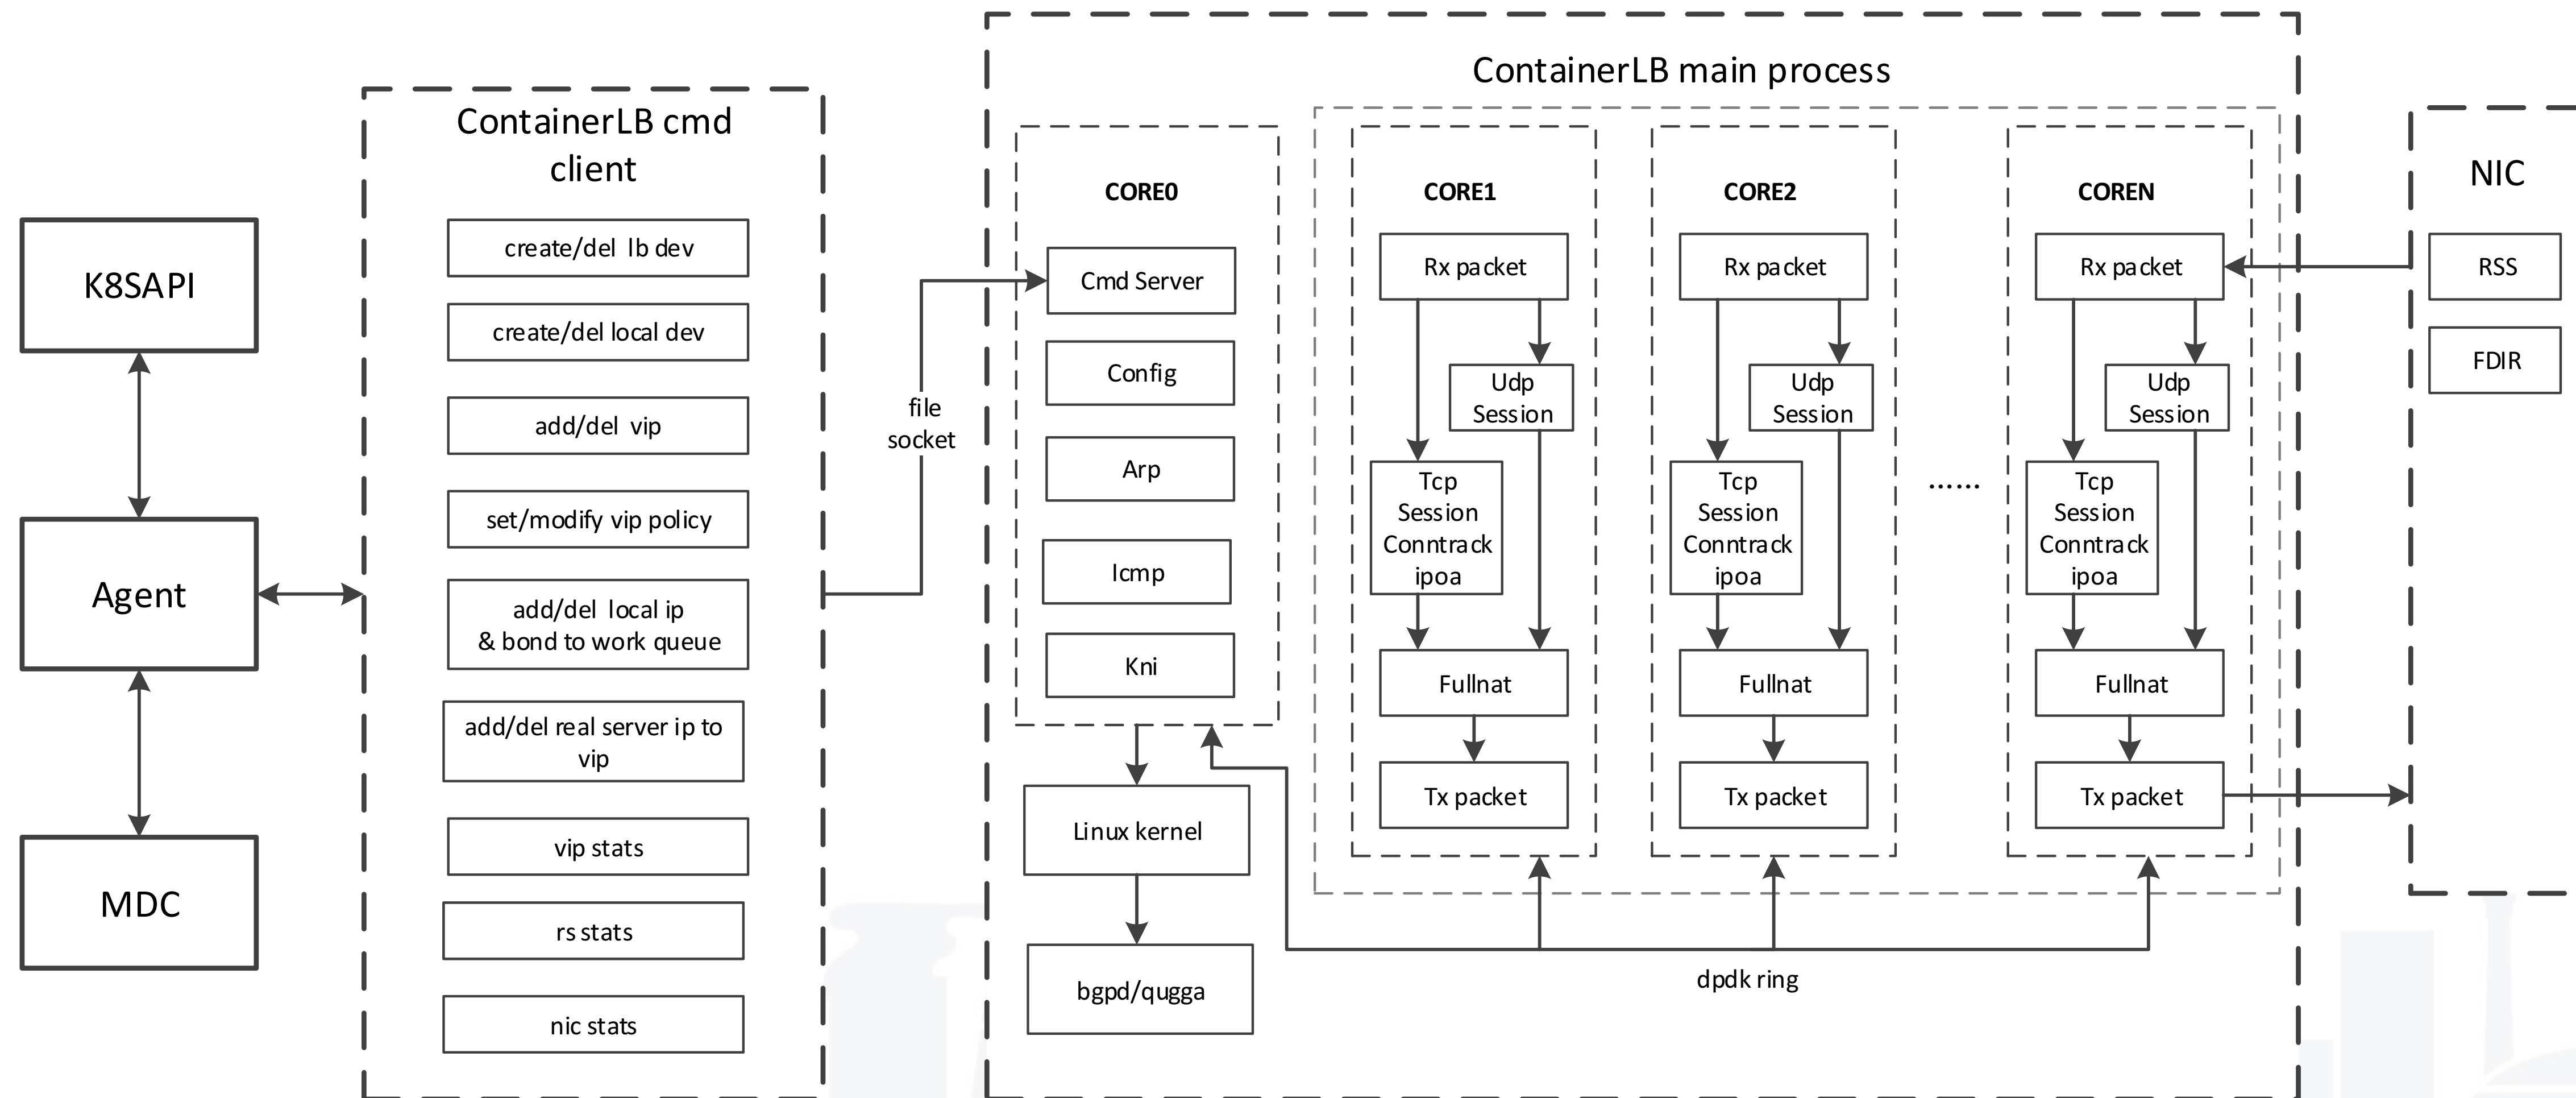 K8SAPI
Agent
MDC
ContainerLB cmd
client
create/del lb dev
create/del local dev
add/del vip
set/modify vip policy
add/del local ip
& bond to work queue
add/del real server ip to
vip
vip stats
rs stats
nic stats
file
socket
ContainerLB main process
CORE0
Cmd Server
Config
Arp
Icmp
Kni
Linux kernel
bgpd/qugga
CORE1
Rx packet
Udp
Session
Tcp
Session
Conntrack
ipoa
Fullnat
Tx packet
CORE2
Rx packet
Udp
Session
Tcp
Session
Conntrack
ipoa
Fullnat
Tx packet
......
COREN
Rx packet
Udp
Session
Tcp
Session
Conntrack
ipoa
Fullnat
Tx packet
dpdk ring
NIC
RSS
FDIR